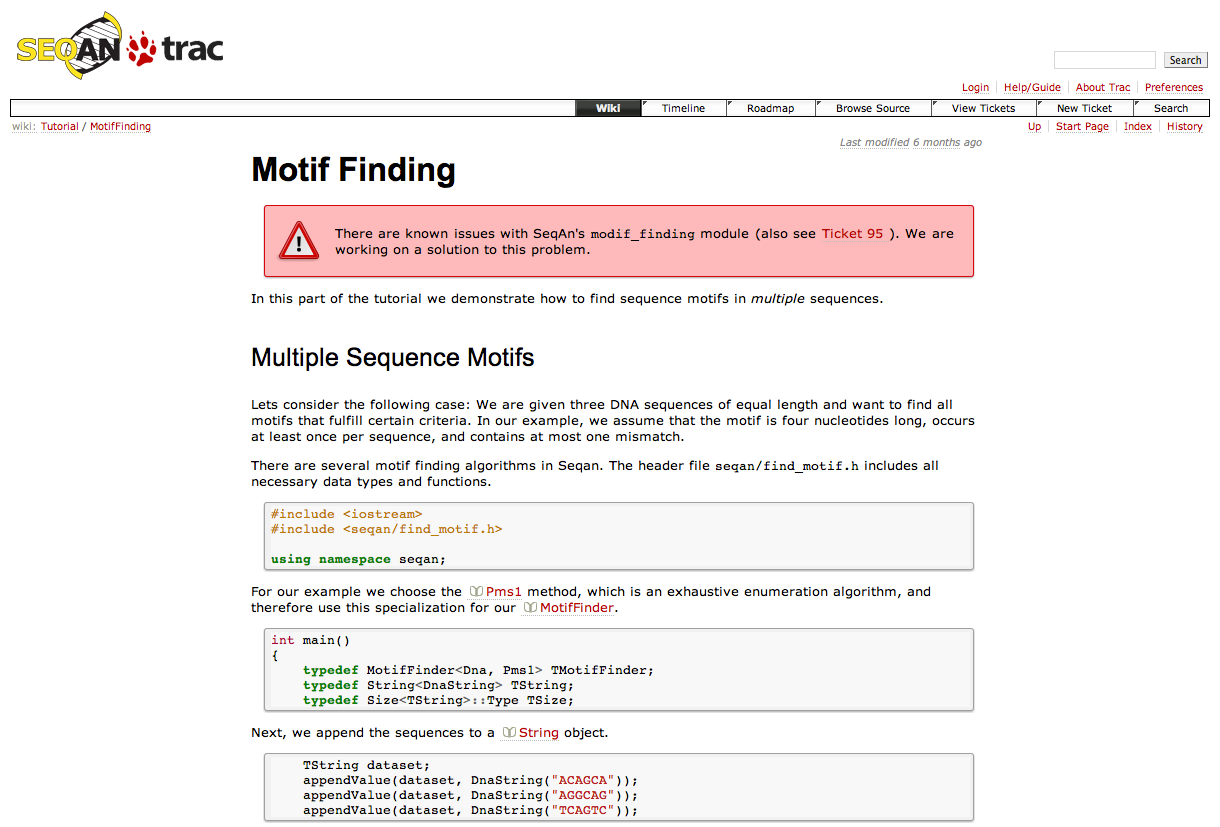 SEQAN trac
Search
Login Help/Guide About Trac Preferences
Wiki Timeline Roadmap Browse Source View Tickets New Ticket Search
wiki: Tutorial / MotifFinding Up Start Page Index History
Last modified 6 months ago
Motif Finding
There are known issues with SeqAn's modif_finding module (also see Ticket 95 ). We are
working on a solution to this problem.
In this part of the tutorial we demonstrate how to find sequence motifs in multiple sequences.
Multiple Sequence Motifs
Lets consider the following case: We are given three DNA sequences of equal length and want to find all
motifs that fulfill certain criteria. In our example, we assume that the motif is four nucleotides long, occurs
at least once per sequence, and contains at most one mismatch.
There are several motif finding algorithms in Seqan. The header file seqan/find_motif.h includes all
necessary data types and functions.
#include <iostream>
#include <seqan/find_motif.h>
using namespace seqan;
For our example we choose the Pms1 method, which is an exhaustive enumeration algorithm, and
therefore use this specialization for our MotifFinder.
int main()
{
typedef MotifFinder<Dna, Pms1> TMotifFinder;
typedef String<DnaString> TString;
typedef Size<TString>::Type TSize;
Next, we append the sequences to a String object.
TString dataset;
appendValue(dataset, DnaString("ACAGCA"));
appendValue(dataset, DnaString("AGGCAG"));
appendValue(dataset, DnaString("TCAGTC"));